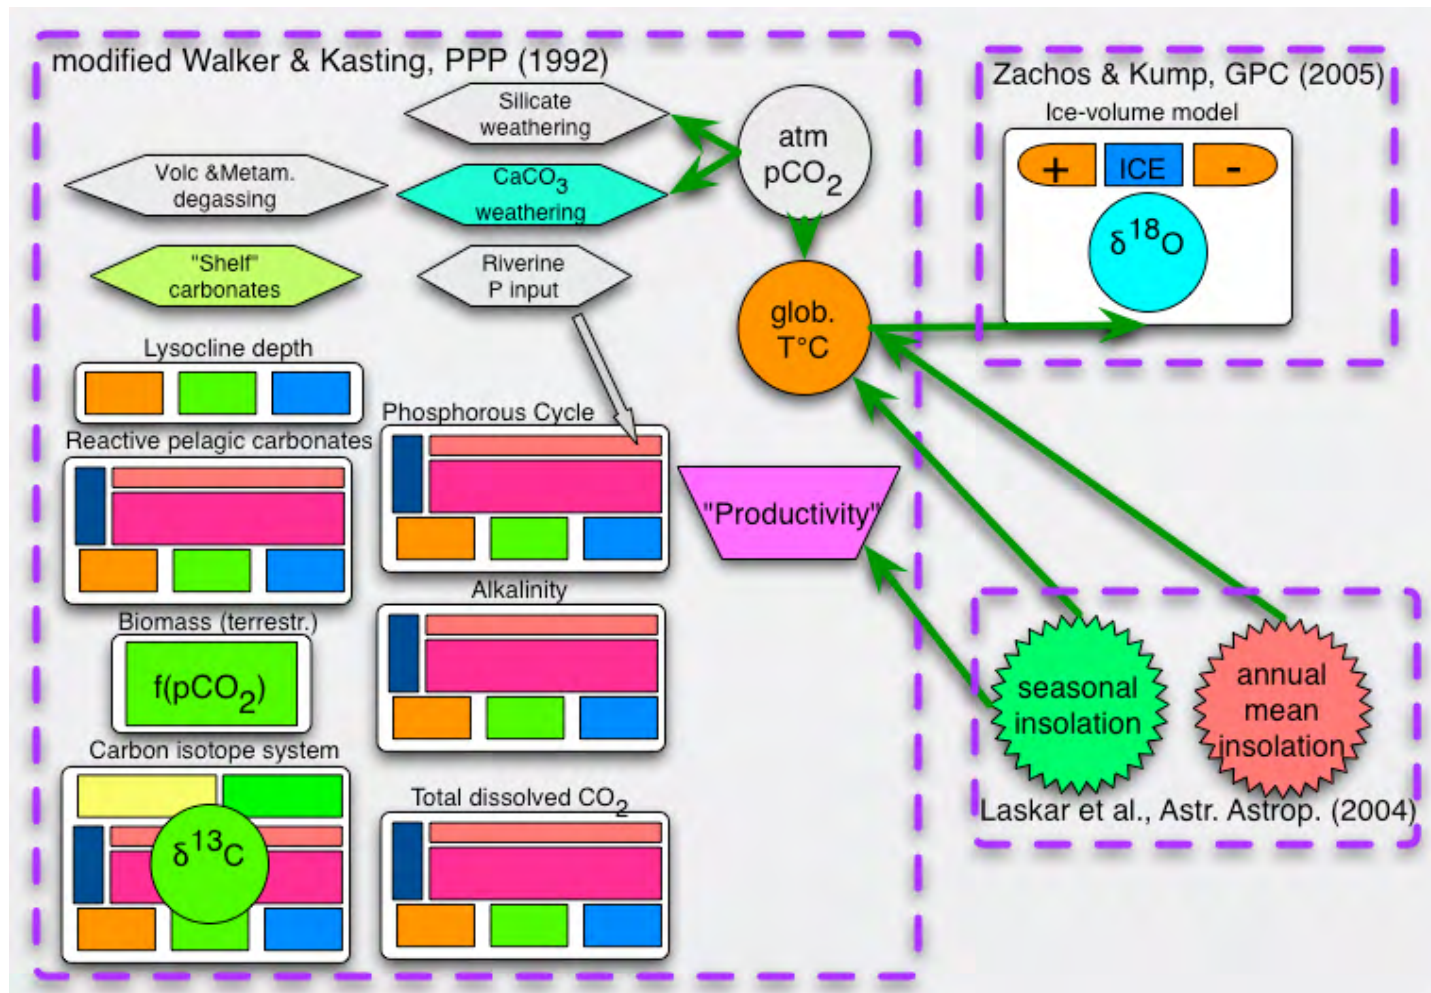 modified Walker & Kasting, PPP (1992)
Silicate
weathering
atm
pCO2
Volc &Metam.
degassing
CaCO3
weathering
"Shelf"
carbonates
Riverine
P input
glob.
T°C
Zachos & Kump, GPC (2005)
Ice-volume model
+
ICE
-
δ18O
Lysocline depth
Phosphorous Cycle
Reactive pelagic carbonates
"Productivity"
Alkalinity
Biomass (terrestr.)
f(pCO2)
Carbon isotope system
δ13C
Total dissolved CO2
seasonal
insolation
annual
mean
insolation
Laskar et al., Astr. Astrop. (2004)